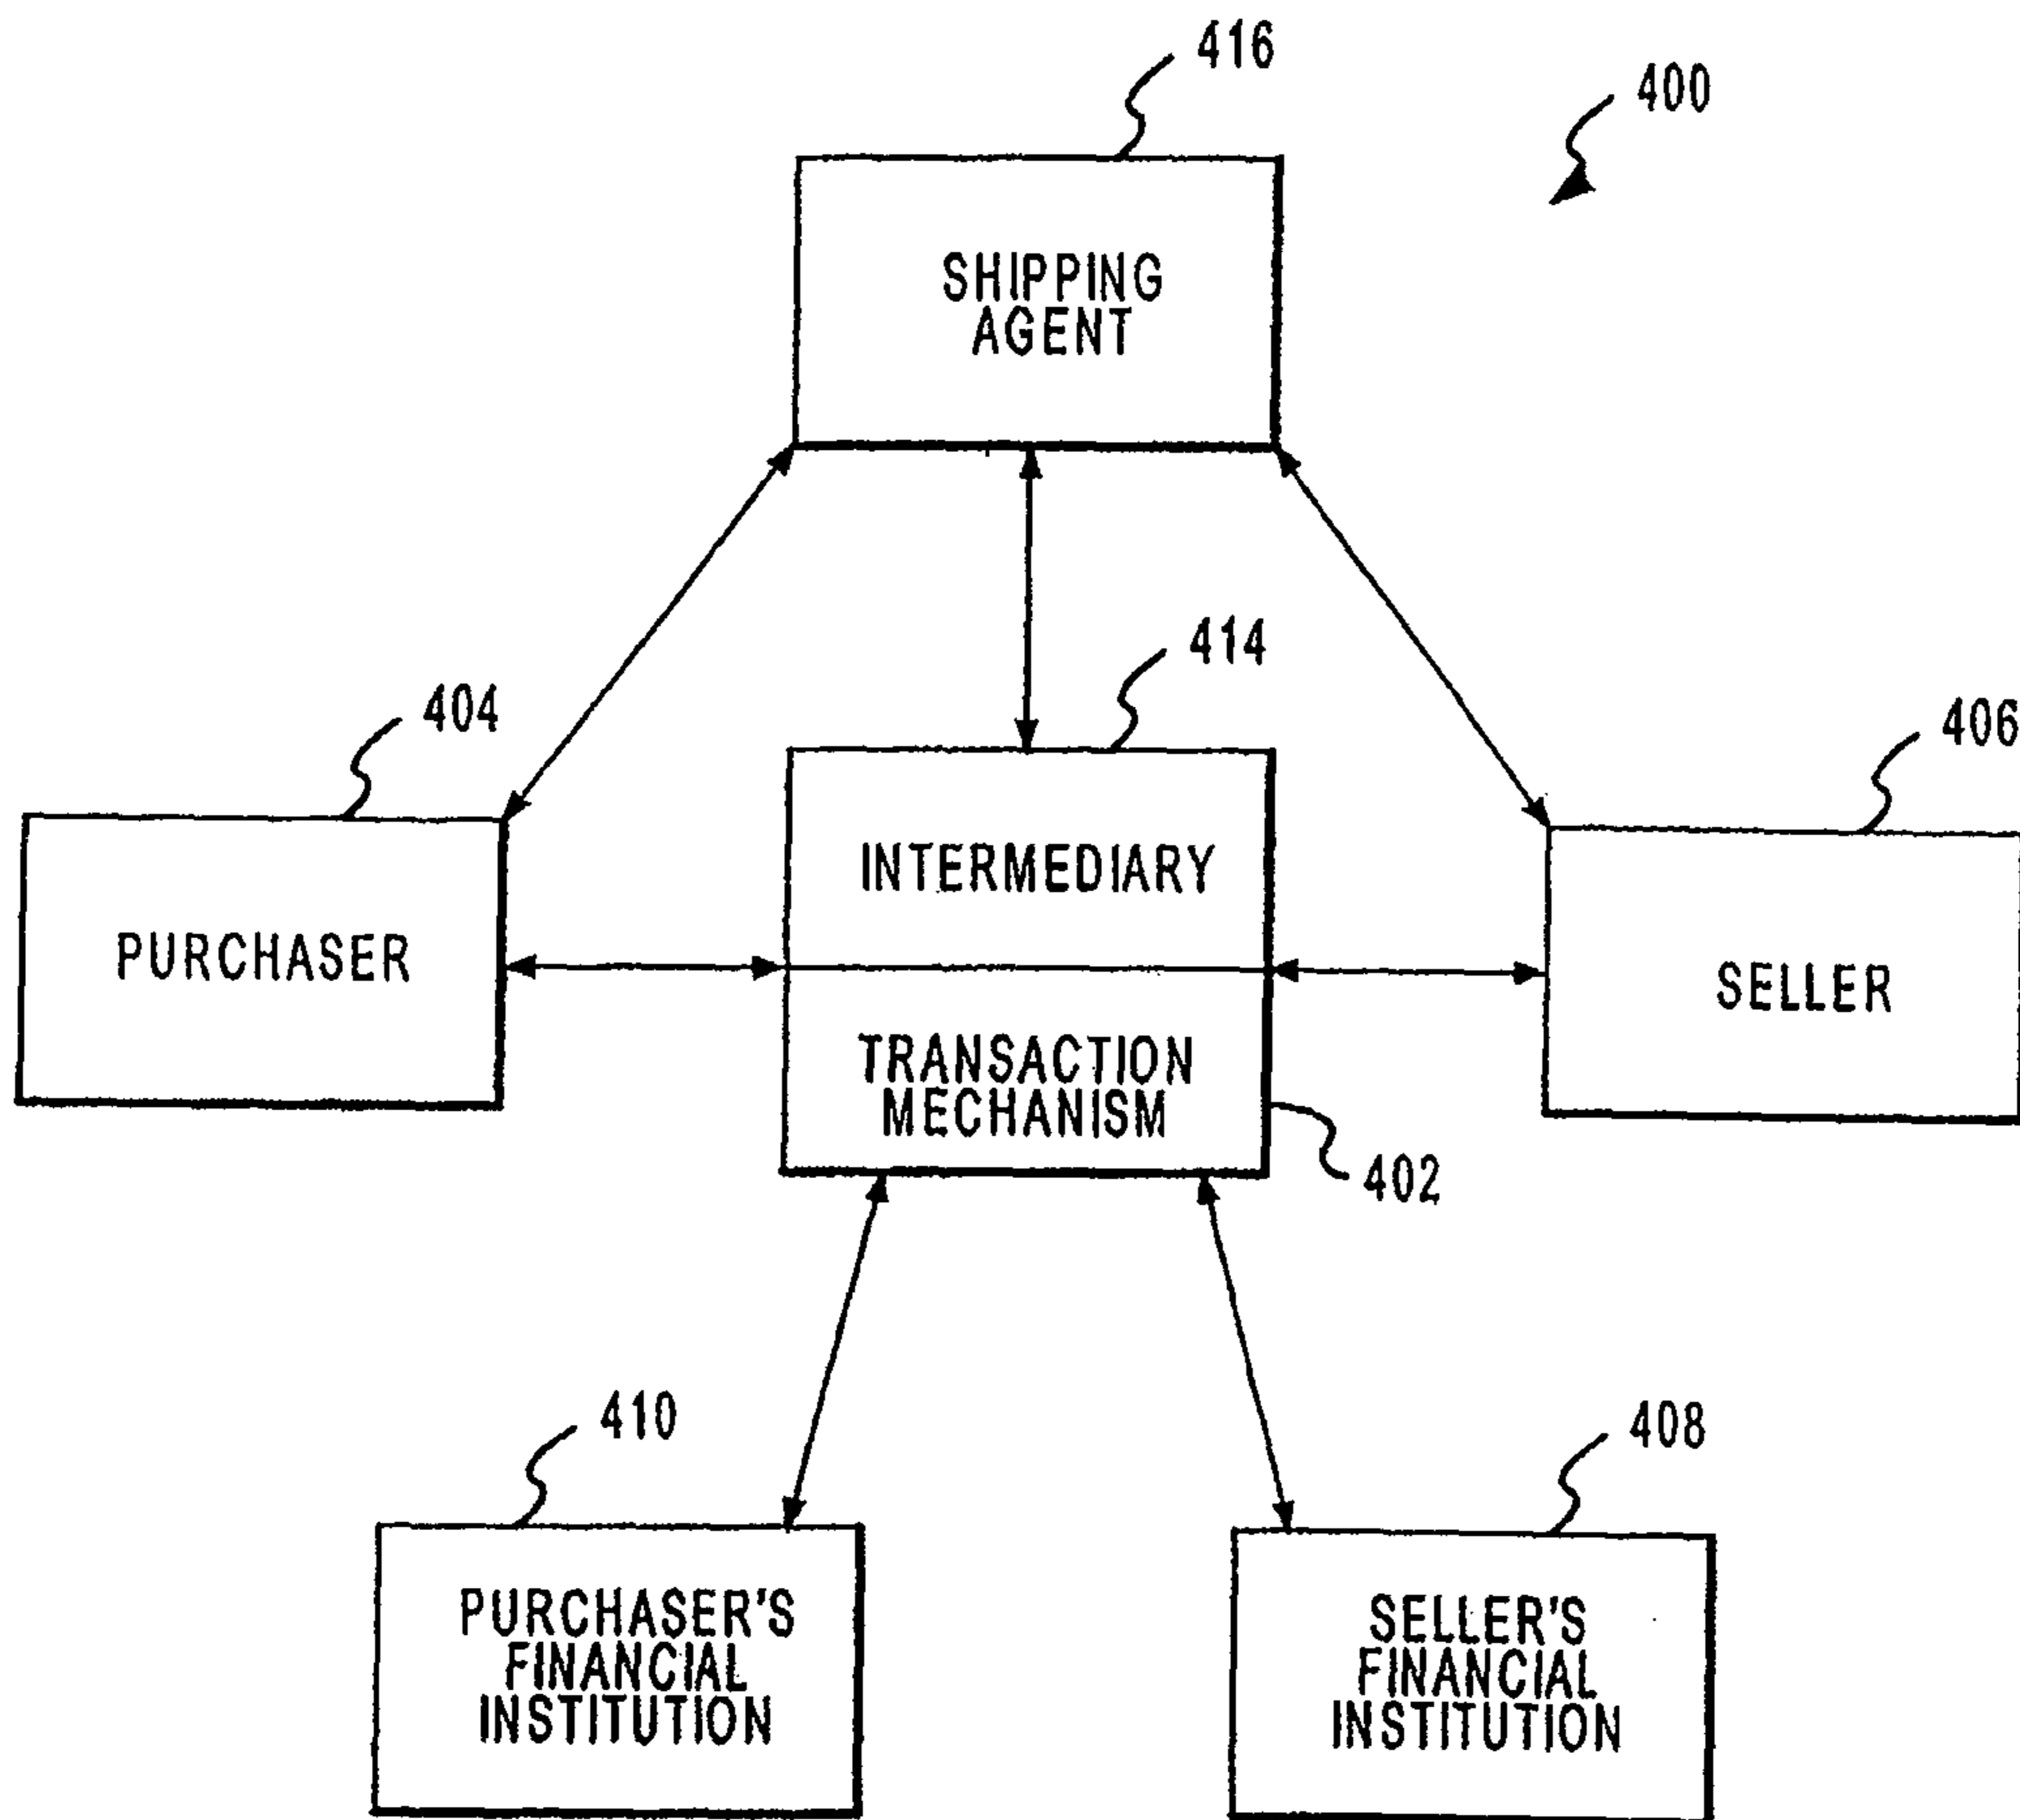 416
400
SHIPPING
AGENT
414
404
406
INTERMEDIARY
PURCHASER
SELLER
TRANSACTION
MECHANISM
402
410
408
PURCHASER'S
FINANCIAL
INSTITUTION
SELLER'S
FINANCIAL
INSTITUTION